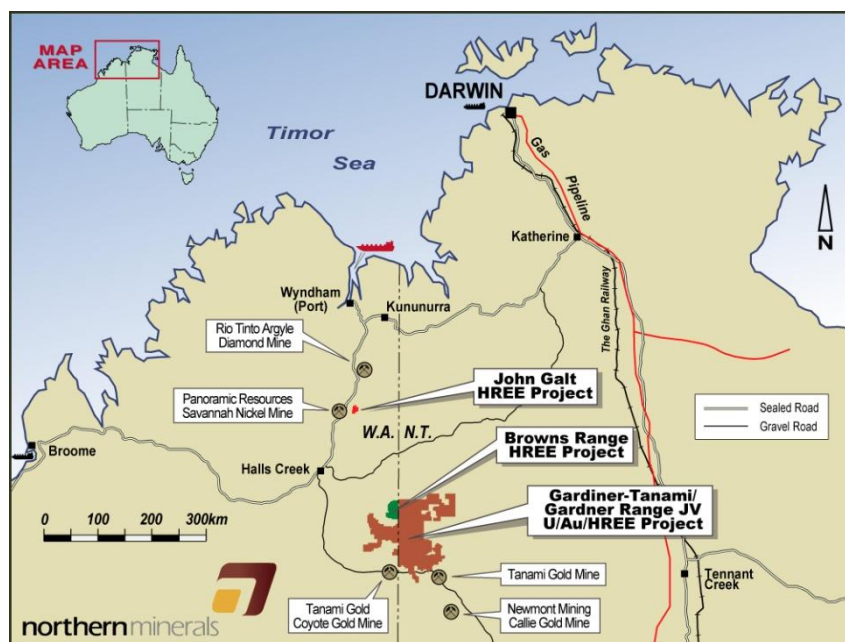 MAP
AREA
DARWIN
Timor
Sea
Gas
Pipeline
Katherine
N
Wyndham
(Port)
Kununurra
The Ghan Railway
Rio Tinto Argyle
Diamond Mine
John Galt
HREE Project
Panoramic Resources
Savannah Nickel Mine
Sealed Road
Gravel Road
W.A.
N.T.
Browns Range
HREE Project
Broome
Halls Creek
Gardiner-Tanami/
Gardner Range JV
U/Au/HREE Project
0 50 100 200 300km
Tanami Gold Mine
Tennant
Creek
Tanami Gold
Coyote Gold Mine
Newmont Mining
Callie Gold Mine
northernminerals